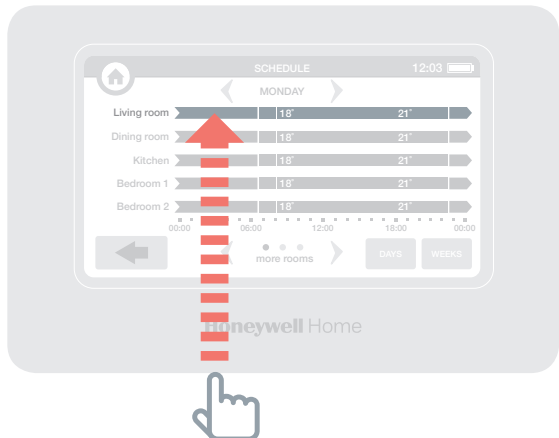 SCHEDULE 12:03
MONDAY
Living room 18° 21°
Dining room 18° 21°
Kitchen 18° 21°
Bedroom 1 18° 21°
Bedroom 2 18° 21°
00:00 06:00 12:00 18:00 00:00
more rooms DAYS WEEKS
Honeywell Home